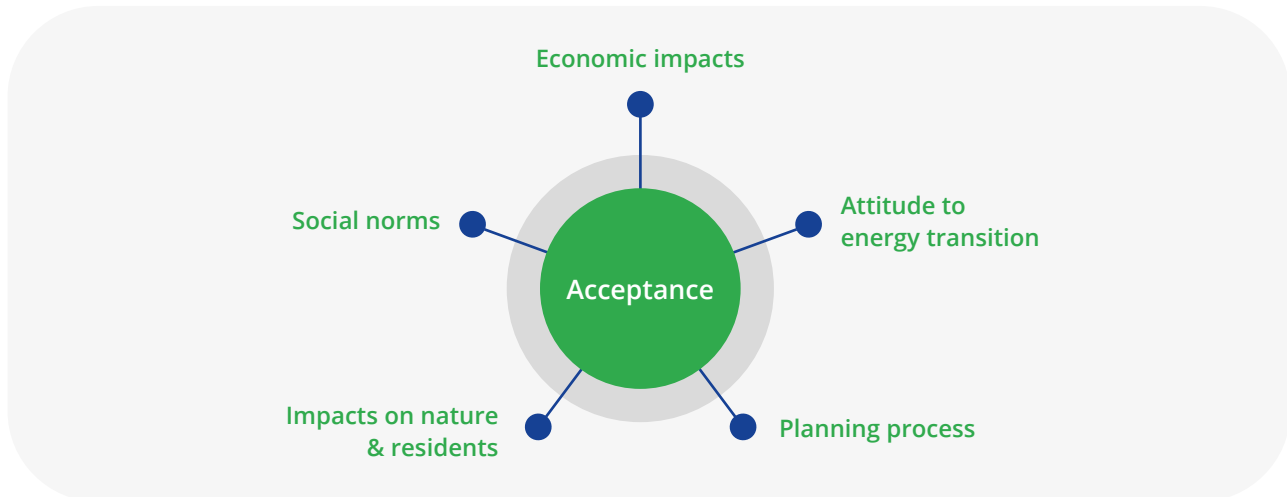 Economic impacts
Social norms
Attitude to
energy transition
Acceptance
Impacts on nature
& residents
Planning process